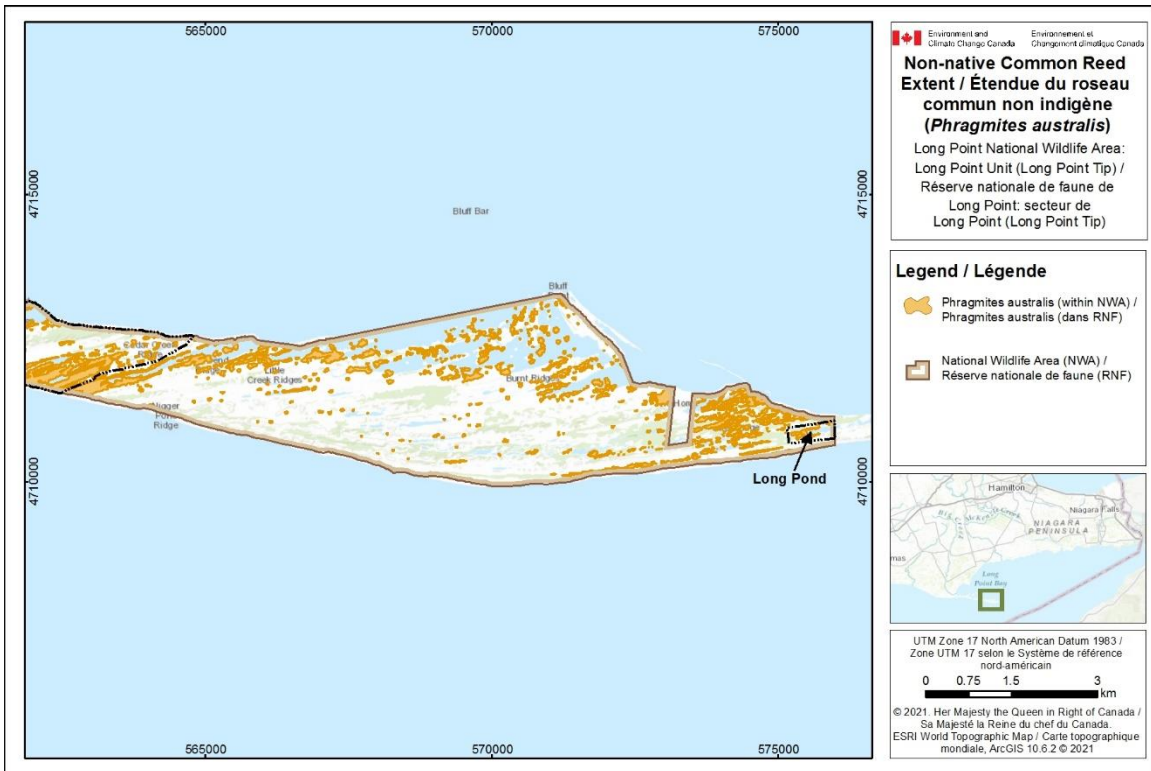 565000
570000
575000
4715000
4715000
Bluff Bar
Bluff
Cedar Creek
Little
Creek Ridges
Burnt Ridges
Nigger
Pond
Ridge
Long Pond
4710000
4710000
565000
570000
575000
Environment and
Climate Change Canada
Environnement et
Changement climatique Canada
Non-native Common Reed
Extent / Étendue du roseau
commun non indigène
(Phragmites australis)
Long Point National Wildlife Area:
Long Point Unit (Long Point Tip) /
Réserve nationale de faune de
Long Point: secteur de
Long Point (Long Point Tip)
Legend / Légende
Phragmites australis (within NWA) /
Phragmites australis (dans RNF)
National Wildlife Area (NWA) /
Réserve nationale de faune (RNF)
Hamilton
Niagara Falls
NIAGARA
PENINSULA
mas
Long
Point Bay
UTM Zone 17 North American Datum 1983 /
Zone UTM 17 selon le Système de référence
nord-américain
0 0.75 1.5 3
km
© 2021. Her Majesty the Queen in Right of Canada /
Sa Majesté la Reine du chef du Canada.
ESRI World Topographic Map / Carte topographique
mondiale, ArcGIS 10.6.2 © 2021